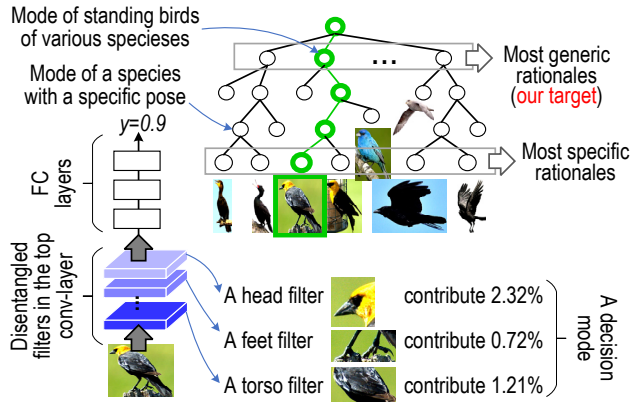 Mode of standing birds
of various specieses
...
Most generic
rationales
(our target)
Mode of a species
with a specific pose
y=0.9
Most specific
rationales
FC
layers
Disentangled
filters in the top
conv-layer
...
A head filter
contribute 2.32%
A feet filter
contribute 0.72%
A torso filter
contribute 1.21%
A decision
mode